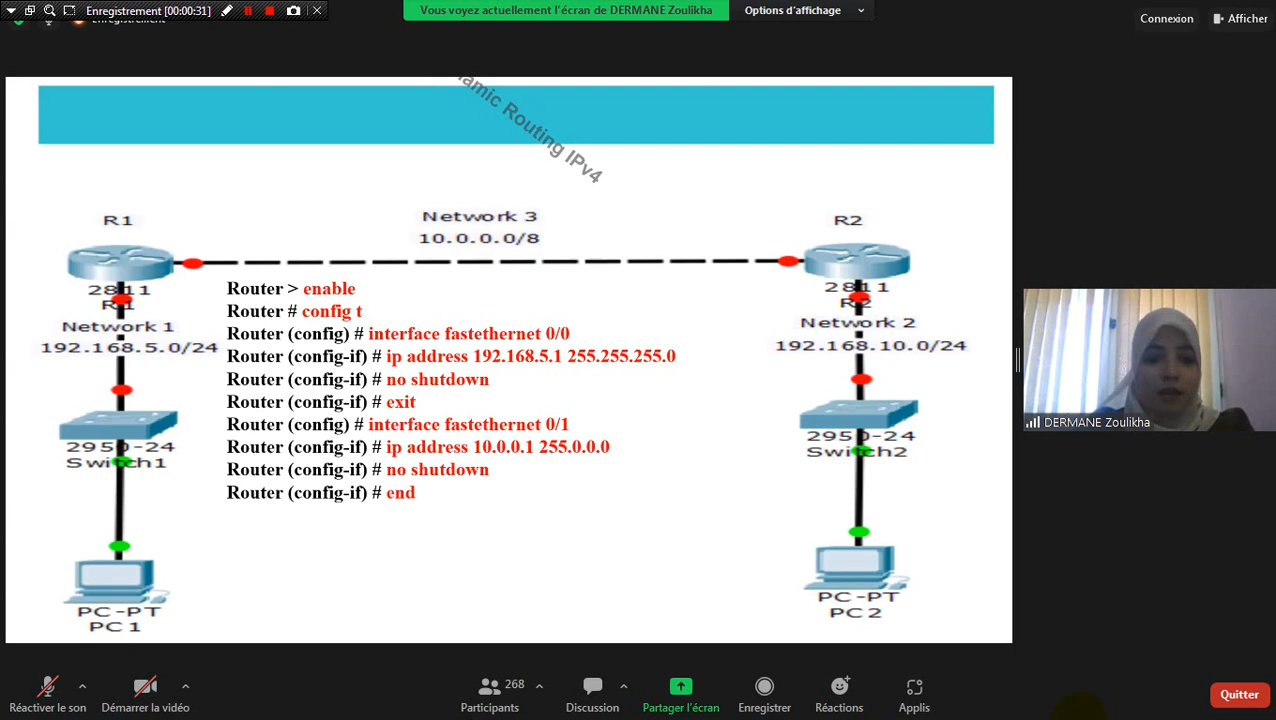 Enregistrement [00:00:31]
Enregistrement
Vous voyez actuellement l'écran de DERMANE Zoulikha
Options d'affichage
Connexion
Afficher
amic Routing IPv4
R1
Network 3
10.0.0.0/8
R2
2811
R1
2811
R2
Network 1
192.168.5.0/24
Network 2
192.168.10.0/24
Router > enable
Router # config t
Router (config) # interface fastethernet 0/0
Router (config-if) # ip address 192.168.5.1 255.255.255.0
Router (config-if) # no shutdown
Router (config-if) # exit
Router (config) # interface fastethernet 0/1
Router (config-if) # ip address 10.0.0.1 255.0.0.0
Router (config-if) # no shutdown
Router (config-if) # end
2950-24
Switch1
2950-24
Switch2
PC-PT
PC1
PC-PT
PC2
DERMANE Zoulikha
Réactiver le son
Démarrer la vidéo
268
Participants
Discussion
Partager l'écran
Enregistrer
Réactions
Applis
Quitter